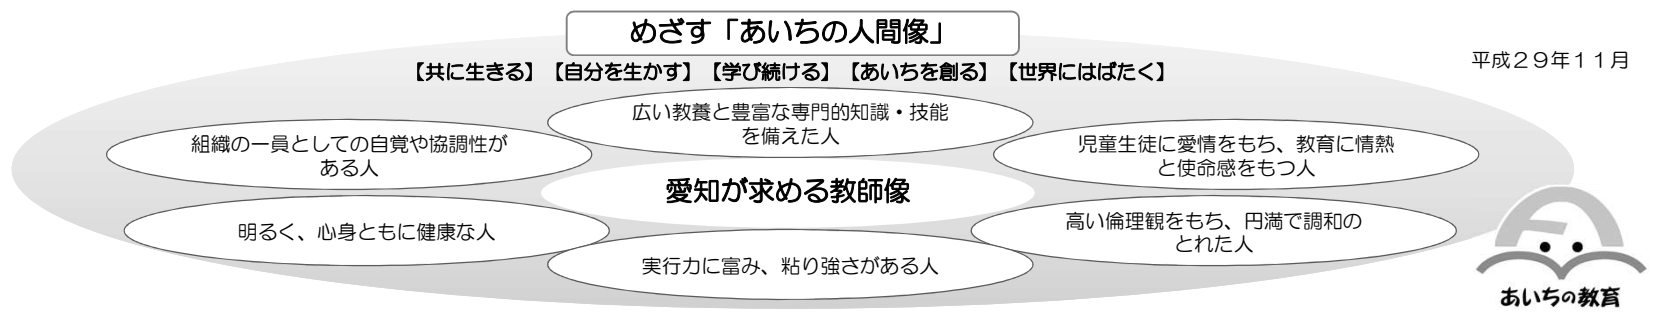 めざす「あいちの人間像」
平成２９年１１月
【共に生きる】【自分を生かす】【学び続ける】【あいちを創る】【世界にはばたく】
広い教養と豊富な専門的知識・技能
を備えた人
組織の一員としての自覚や協調性が
ある人
児童生徒に愛情をもち、教育に情熱
と使命感をもつ人
愛知が求める教師像
明るく、心身ともに健康な人
高い倫理観をもち、円満で調和の
とれた人
実行力に富み、粘り強さがある人
あいちの教育